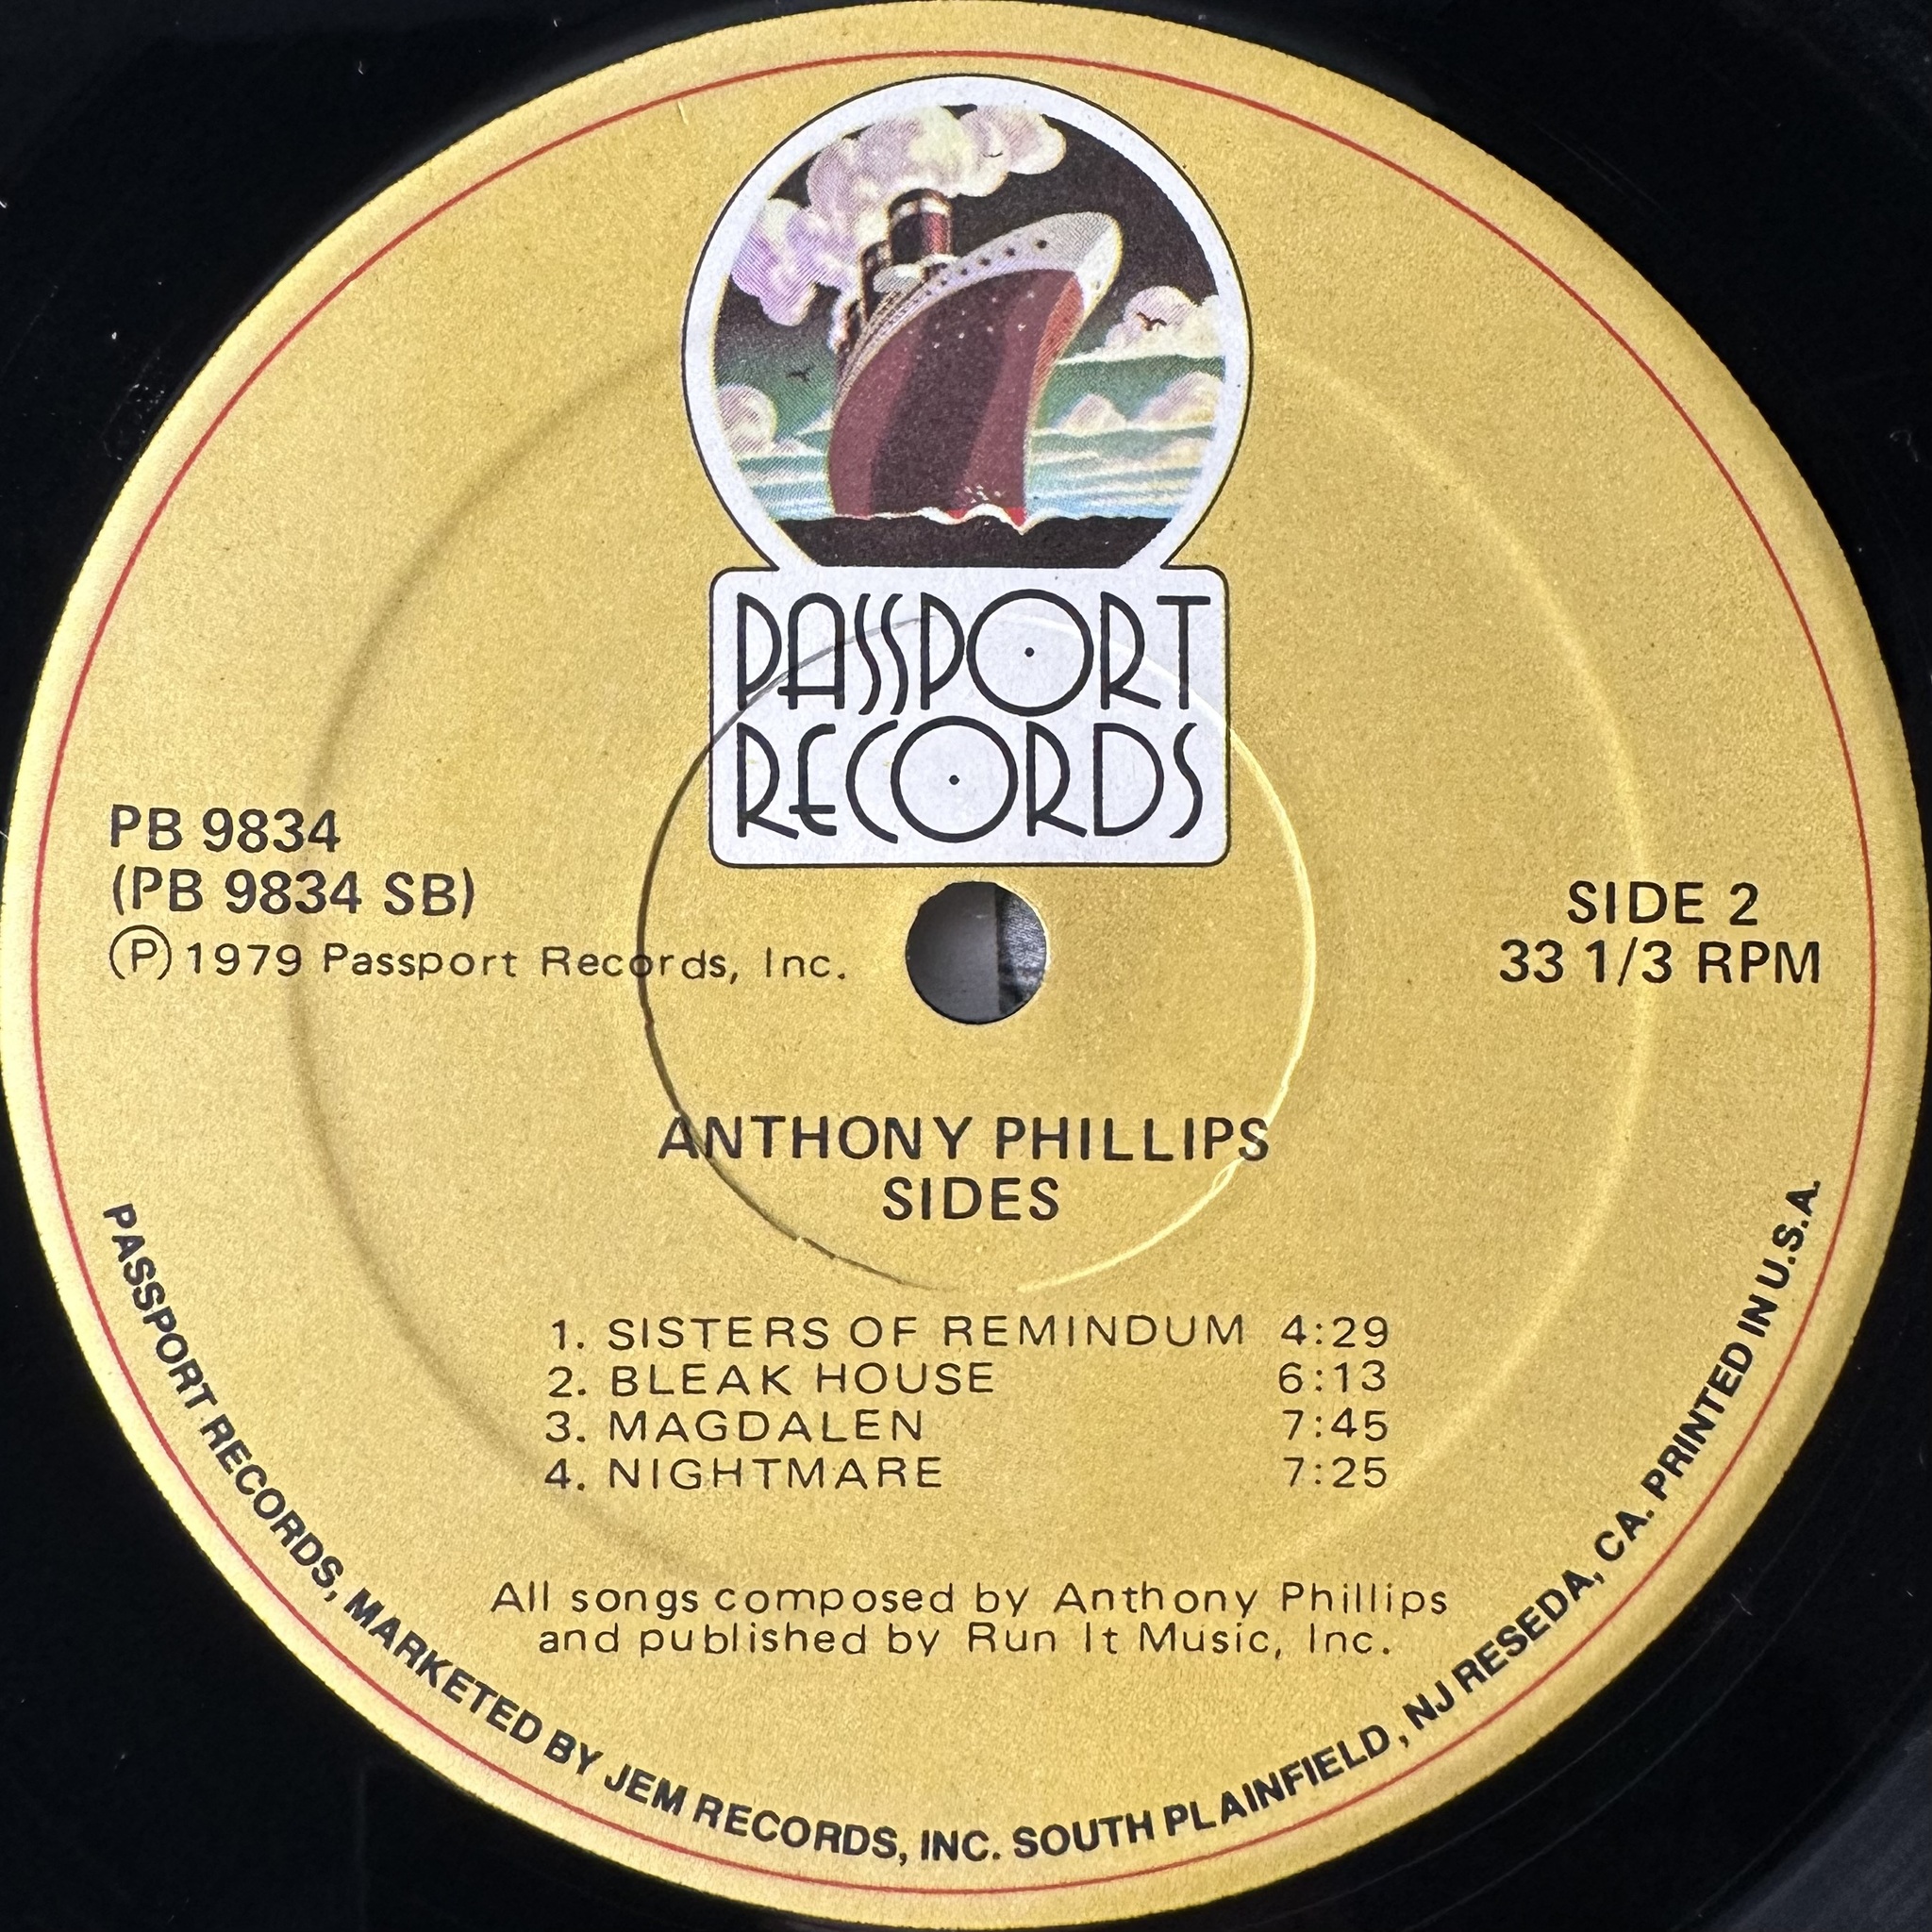 PASSPORT
RECORDS
PB 9834
(PB 9834 SB)
Ⓟ 1979 Passport Records, Inc.
SIDE 2
33 1/3 RPM
ANTHONY PHILLIPS
SIDES
1. SISTERS OF REMINDUM 4:29
2. BLEAK HOUSE 6:13
3. MAGDALEN 7:45
4. NIGHTMARE 7:25
All songs composed by Anthony Phillips
and published by Run It Music, Inc.
PASSPORT RECORDS, MARKETED BY JEM RECORDS, INC. SOUTH PLAINFIELD, NJ RESEDA, CA. PRINTED IN U.S.A.